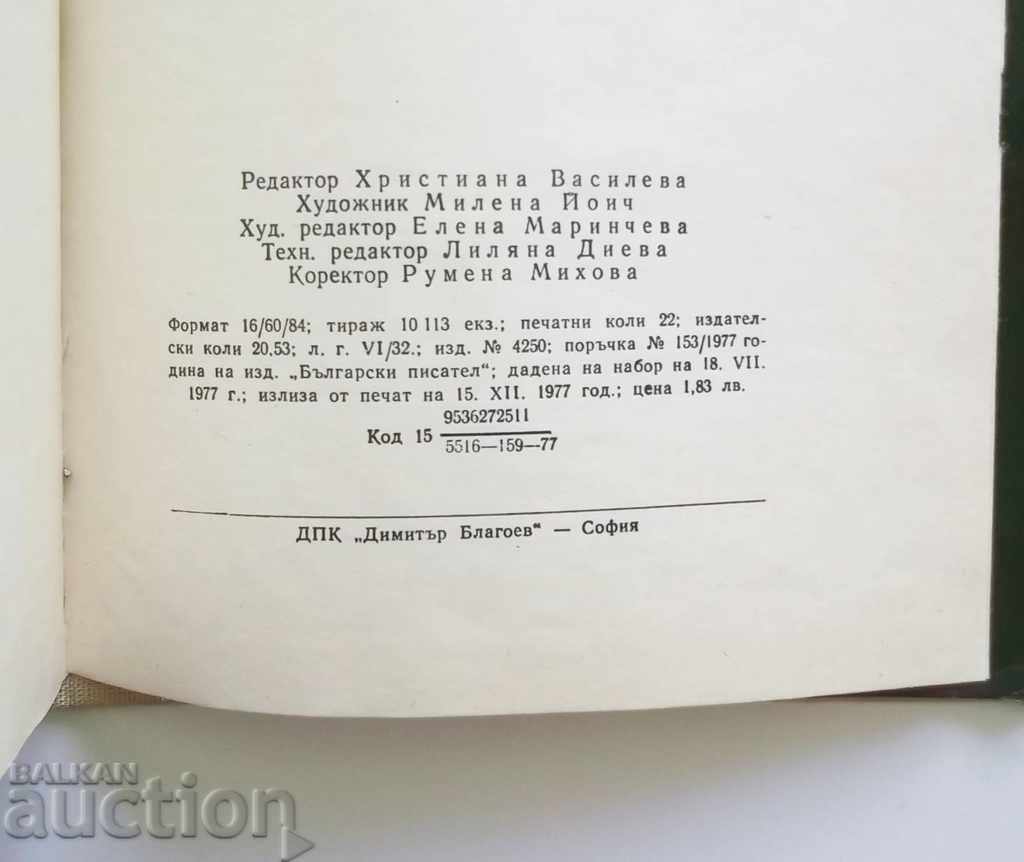 Редактор Христиана Василева
Художник Милена Йоич
Худ. редактор Елена Маринчева
Техн. редактор Лиляна Диева
Коректор Румена Михова
Формат 16/60/84; тираж 10 113 екз.; печатни коли 22; издател-
ски коли 20,53; л. г. VI/32.; изд. № 4250; поръчка № 153/1977 го-
дина на изд. „Български писател“; дадена на набор на 18. VII.
1977 г.; излиза от печат на 15. XII. 1977 год.; цена 1,83 лв.
9536272511
Код 15
5516—159—77
ДПК „Димитър Благоев“ — София
BALKAN
auction